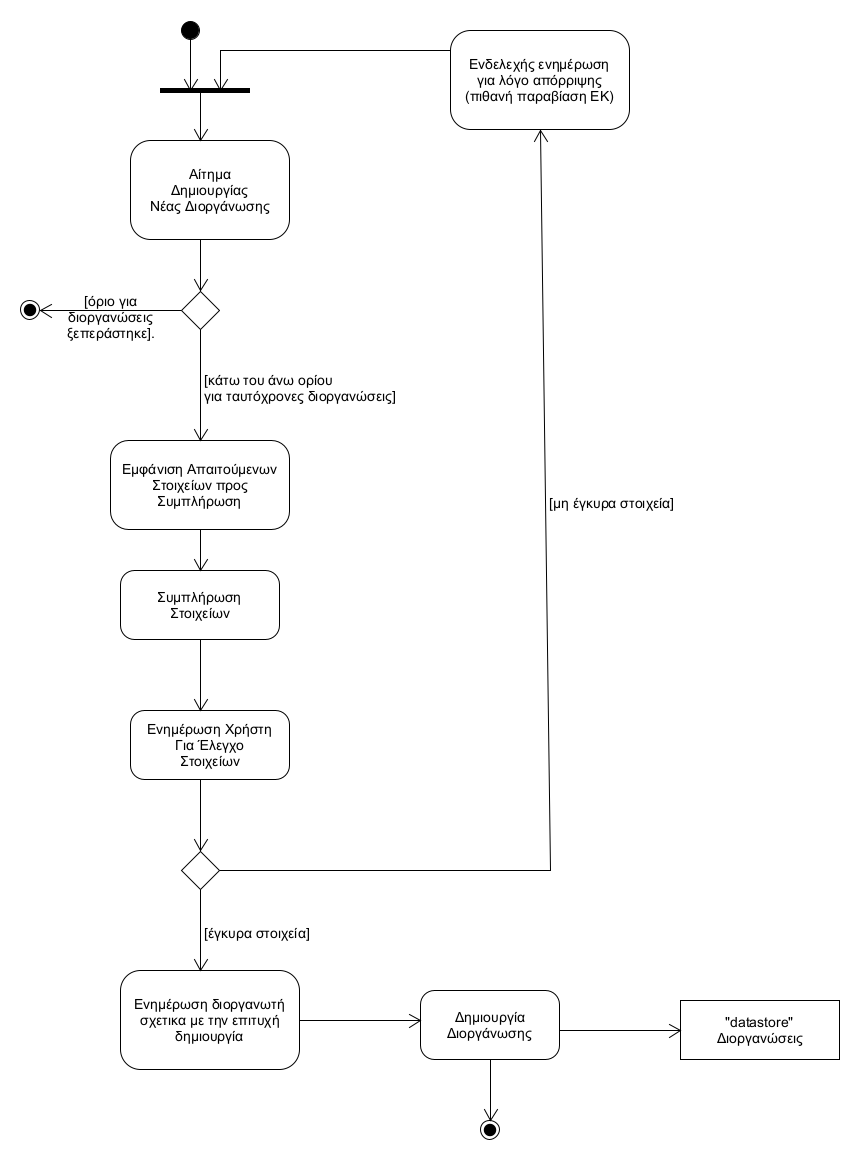 Ενδελεχής ενημέρωση
για λόγο απόρριψης
(πιθανή παραβίαση ΕΚ)
Αίτημα
Δημιουργίας
Νέας Διοργάνωσης
[όριο για
διοργανώσεις
ξεπεράστηκε].
[κάτω του άνω ορίου
για ταυτόχρονες διοργανώσεις]
Εμφάνιση Απαιτούμενων
Στοιχείων προς
Συμπλήρωση
[μη έγκυρα στοιχεία]
Συμπλήρωση
Στοιχείων
Ενημέρωση Χρήστη
Για Έλεγχο
Στοιχείων
[έγκυρα στοιχεία]
Ενημέρωση διοργανωτή
σχετικα με την επιτυχή
δημιουργία
Δημιουργία
Διοργάνωσης
"datastore"
Διοργανώσεις